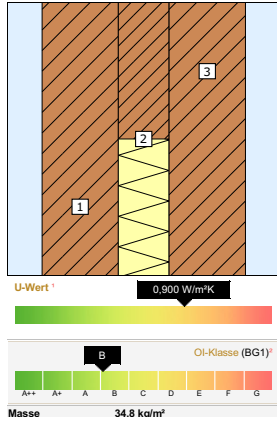 3
2
1
U-Wert ¹
0,900 W/m²K
B
OI-Klasse (BG1)²
A++ A+ A B C D E F G
Masse 34.8 kg/m²